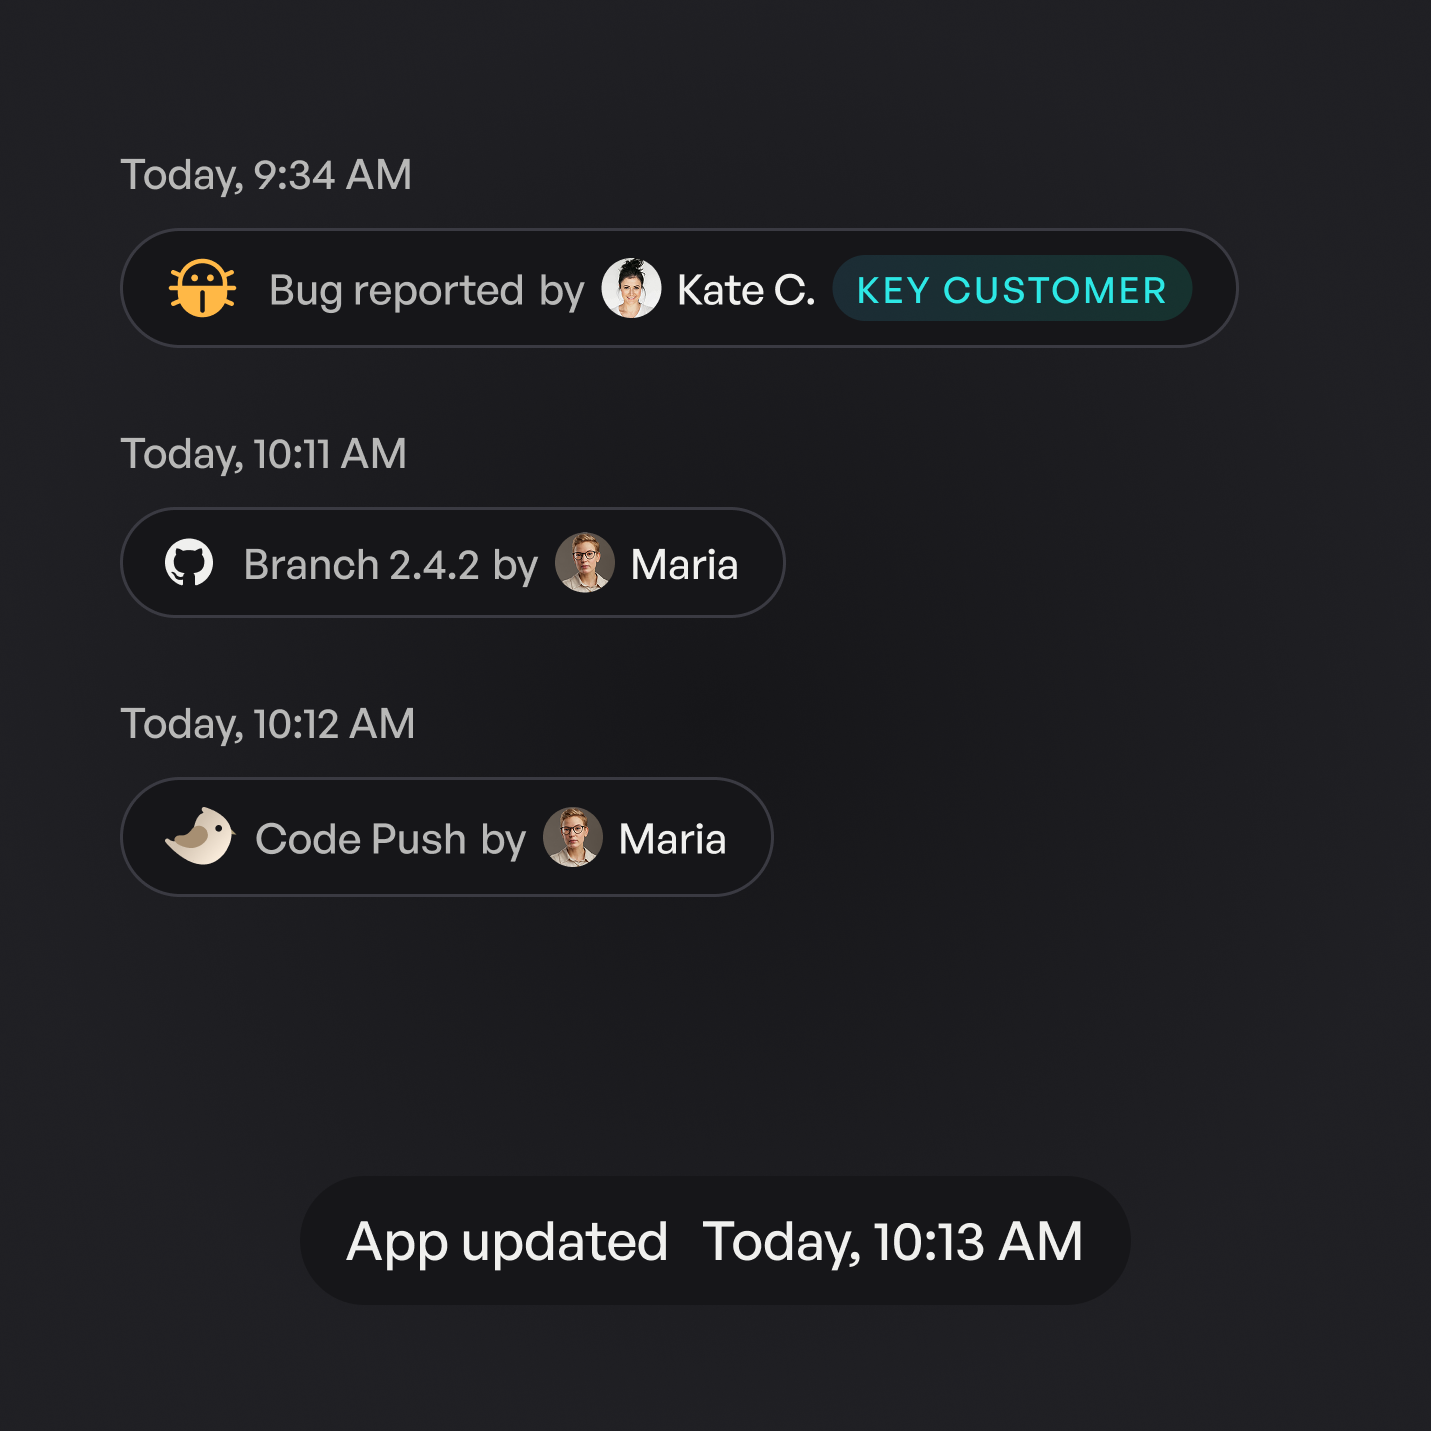 Today, 9:34 AM
Bug reported by Kate C. KEY CUSTOMER
Today, 10:11 AM
Branch 2.4.2 by Maria
Today, 10:12 AM
Code Push by Maria
App updated Today, 10:13 AM